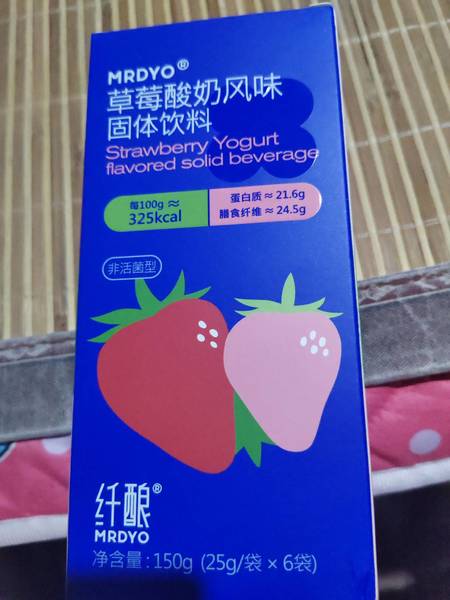 MRDYO®
草莓酸奶风味
固体饮料
Strawberry Yogurt
flavored solid beverage
每100g ≈
325kcal
蛋白质 ≈ 21.6g
膳食纤维 ≈ 24.5g
非活菌型
纤酿®
MRDYO
净含量: 150g (25g/袋 × 6袋)